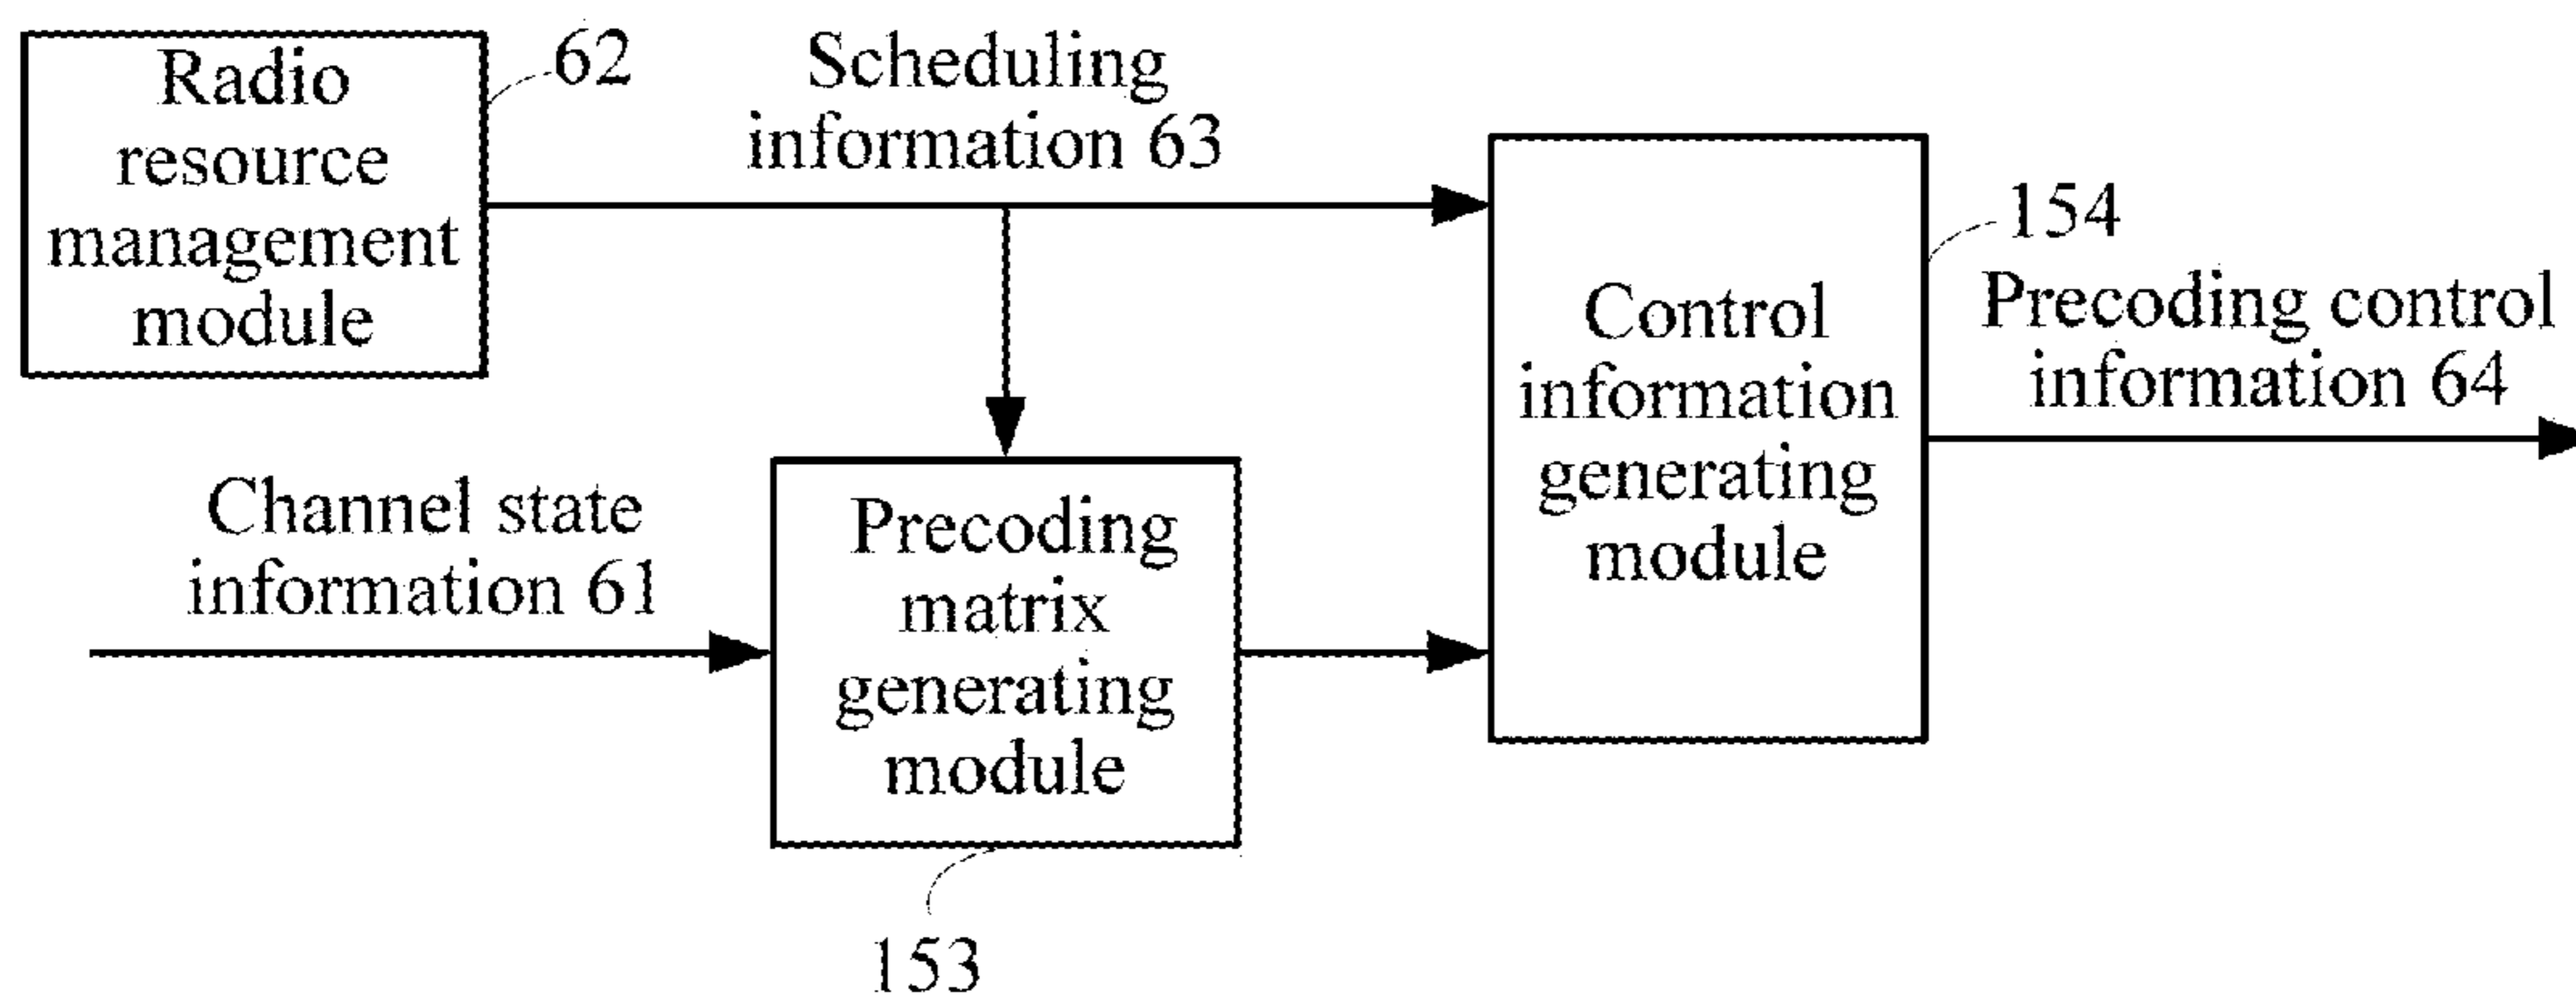 Radio
resource
management
module
62
Scheduling
information 63
Control
information
generating
module
154
Precoding control
information 64
Channel state
information 61
Precoding
matrix
generating
module
153